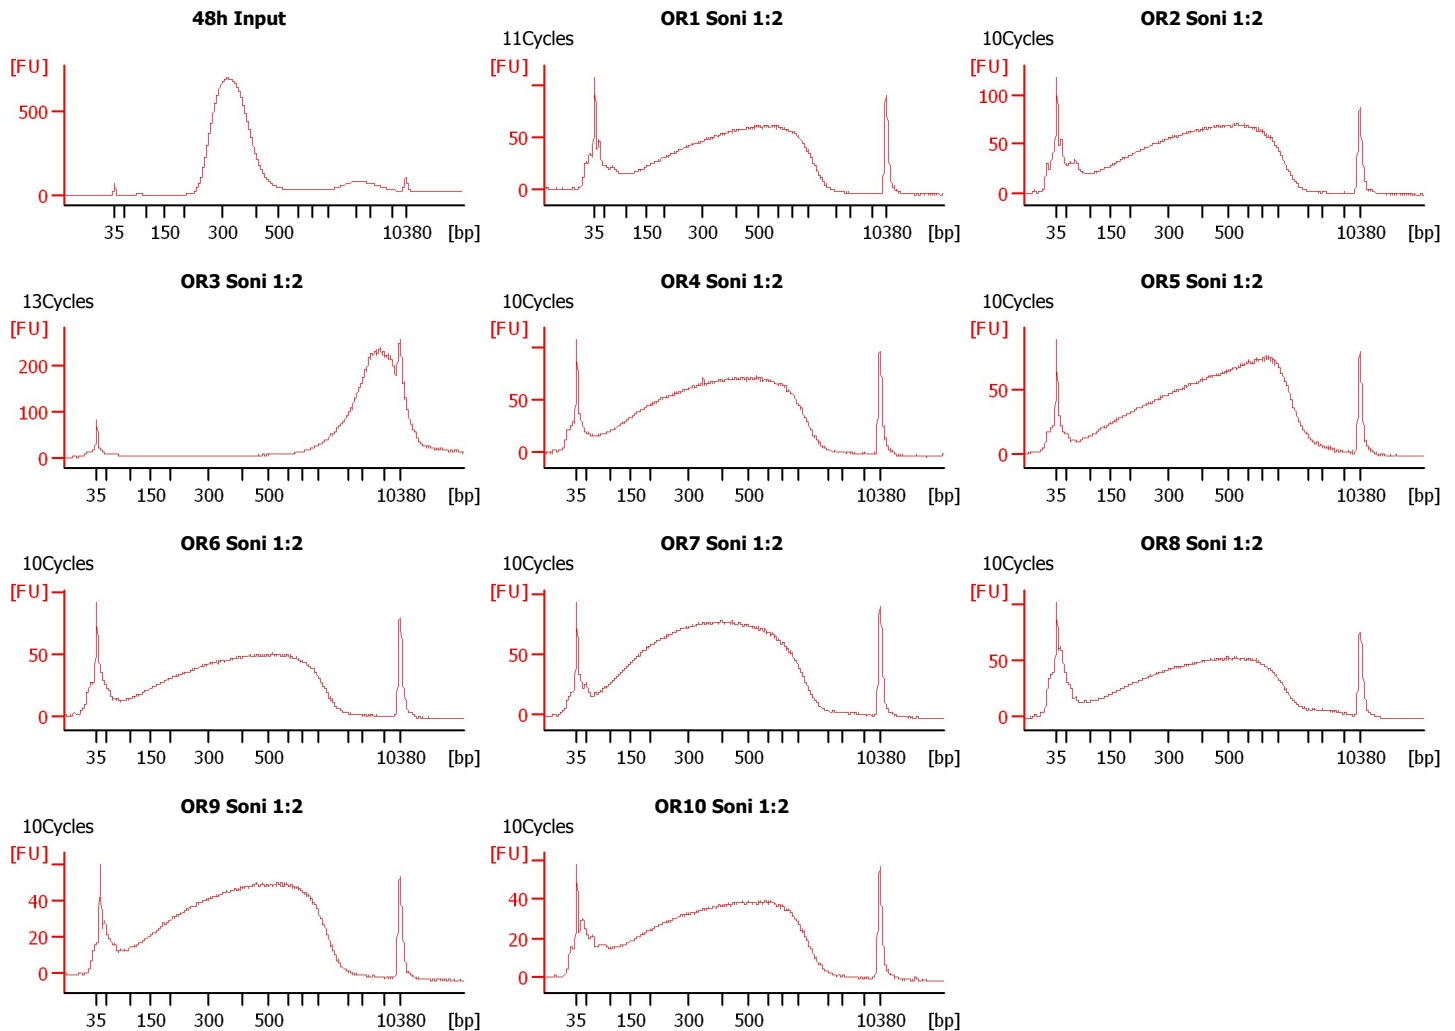 48h Input
[FU]
500
0
35 150 300 500 10380 [bp]
OR1 Soni 1:2
11Cycles
[FU]
50
0
35 150 300 500 10380 [bp]
OR2 Soni 1:2
10Cycles
[FU]
100
50
0
35 150 300 500 10380 [bp]
OR3 Soni 1:2
13Cycles
[FU]
200
100
0
35 150 300 500 10380 [bp]
OR4 Soni 1:2
10Cycles
[FU]
50
0
35 150 300 500 10380 [bp]
OR5 Soni 1:2
10Cycles
[FU]
50
0
35 150 300 500 10380 [bp]
OR6 Soni 1:2
10Cycles
[FU]
50
0
35 150 300 500 10380 [bp]
OR7 Soni 1:2
10Cycles
[FU]
50
0
35 150 300 500 10380 [bp]
OR8 Soni 1:2
10Cycles
[FU]
50
0
35 150 300 500 10380 [bp]
OR9 Soni 1:2
10Cycles
[FU]
40
20
0
35 150 300 500 10380 [bp]
OR10 Soni 1:2
10Cycles
[FU]
40
20
0
35 150 300 500 10380 [bp]